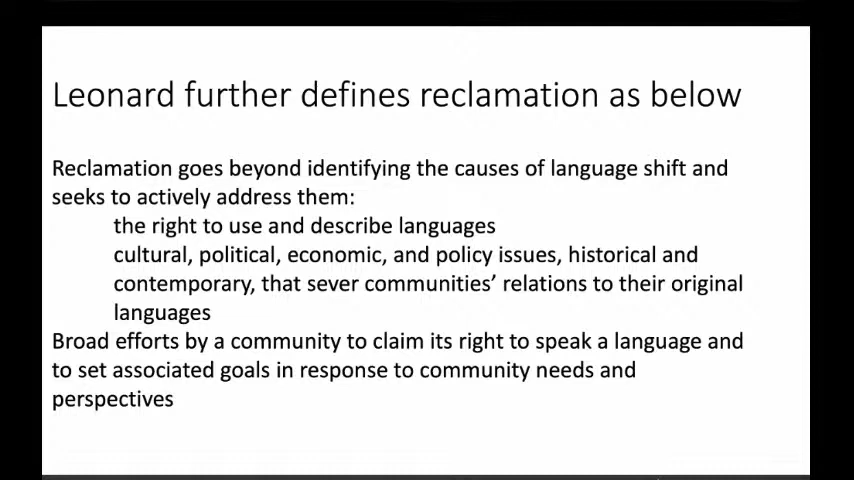 Leonard further defines reclamation as below
Reclamation goes beyond identifying the causes of language shift and
seeks to actively address them:
the right to use and describe languages
cultural, political, economic, and policy issues, historical and
contemporary, that sever communities’ relations to their original
languages
Broad efforts by a community to claim its right to speak a language and
to set associated goals in response to community needs and
perspectives